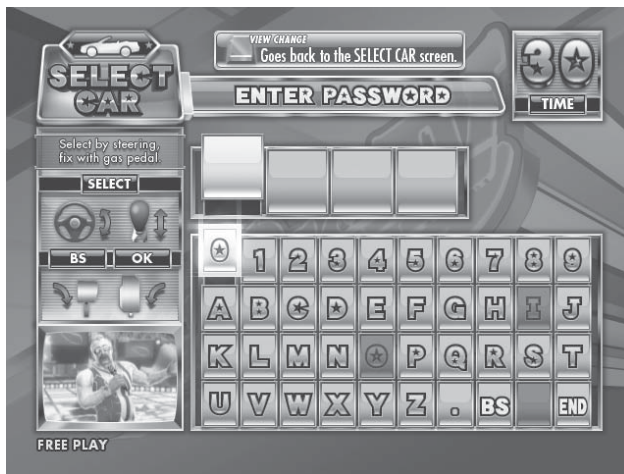 VIEW CHANGE
Goes back to the SELECT CAR screen.
SELECT
CAR
ENTER PASSWORD
30
TIME
Select by steering,
fix with gas pedal.
SELECT
BS OK
0 1 2 3 4 5 6 7 8 9
A B C D E F G H I J
K L M N O P Q R S T
U V W X Y Z . BS END
FREE PLAY